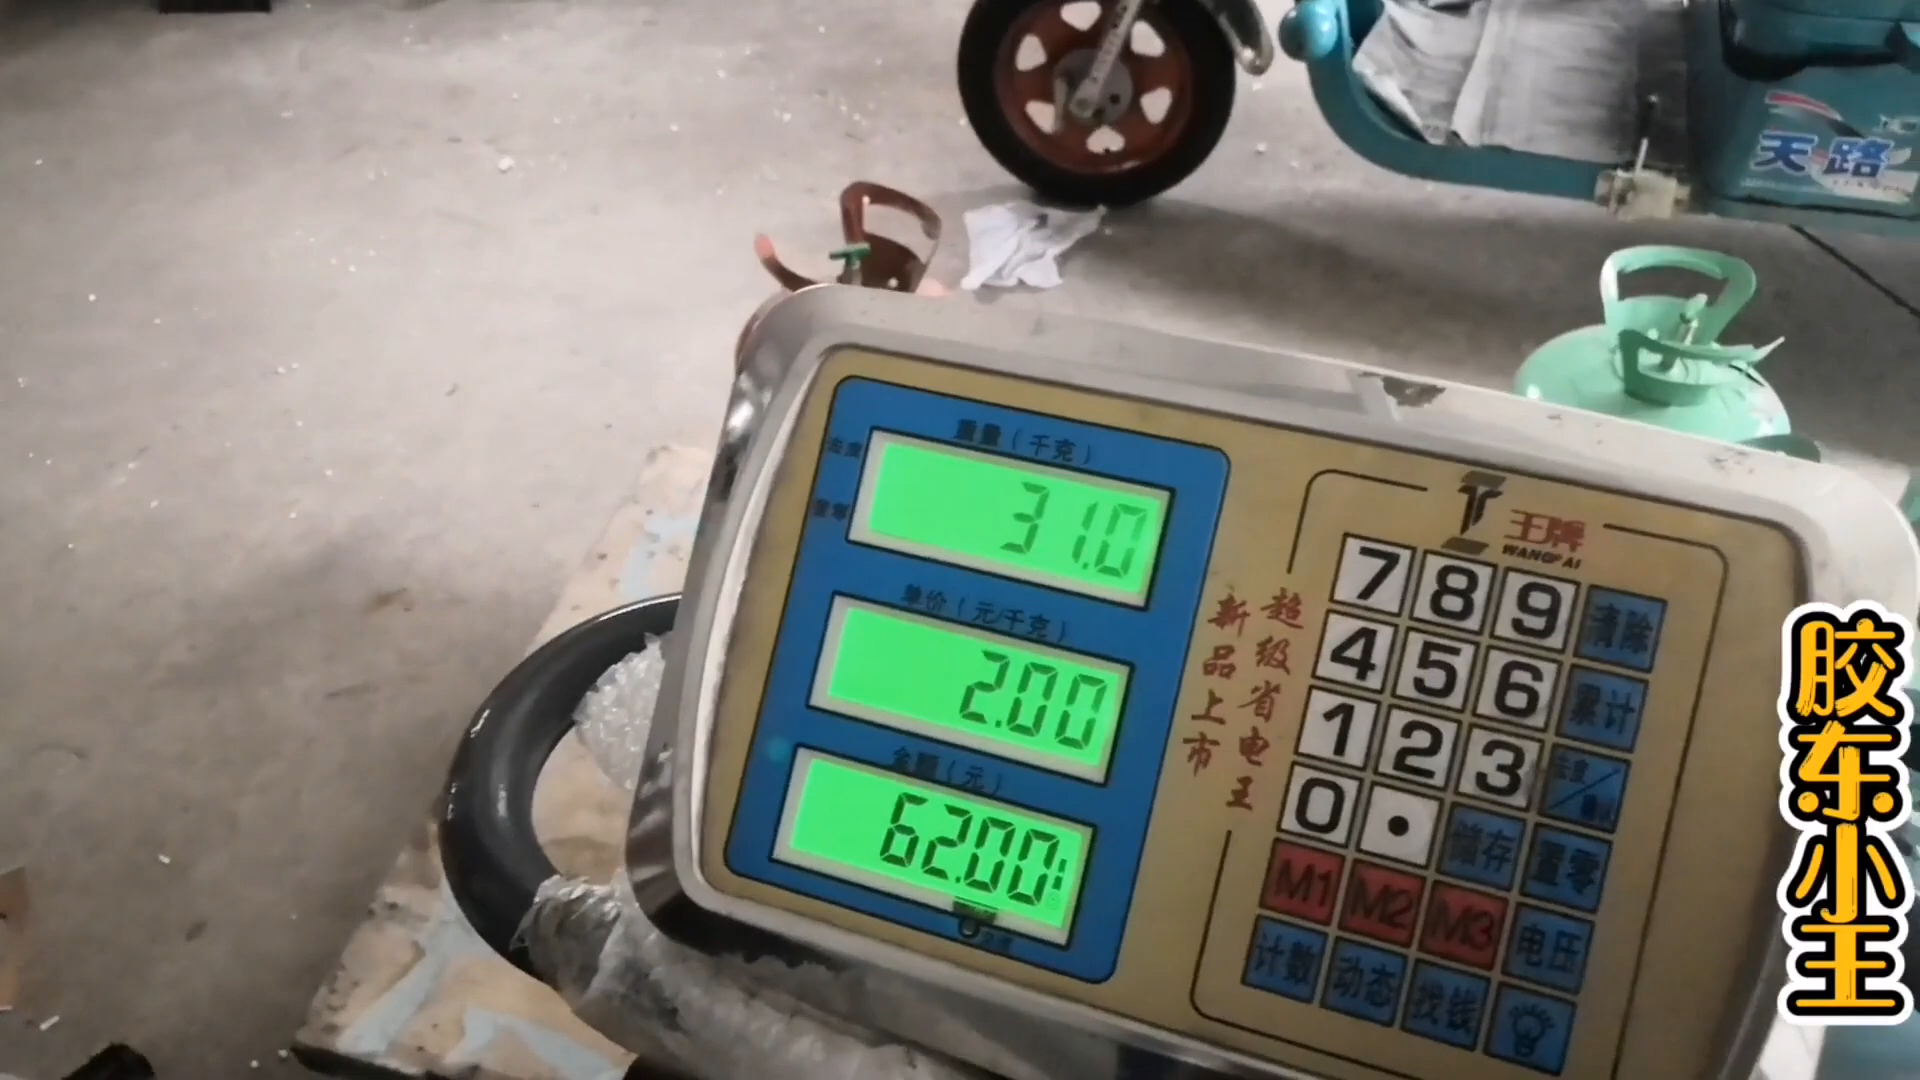 天路
重量（千克）
31.0
单价（元/千克）
2.00
金额（元）
62.00
王牌
WANGPAI
超级省电王
新品上市
7 8 9 清除
4 5 6 累计
1 2 3
0 . 储存 置零
M1 M2 M3 电压
计数 动态 找钱
胶东小王